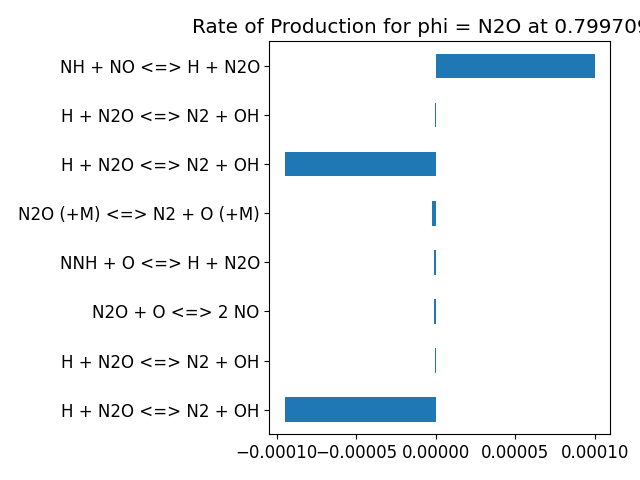 Rate of Production for phi = N2O at 0.799709
NH + NO <=> H + N2O
H + N2O <=> N2 + OH
H + N2O <=> N2 + OH
N2O (+M) <=> N2 + O (+M)
NNH + O <=> H + N2O
N2O + O <=> 2 NO
H + N2O <=> N2 + OH
H + N2O <=> N2 + OH
−0.00010 −0.00005 0.00000 0.00005 0.00010